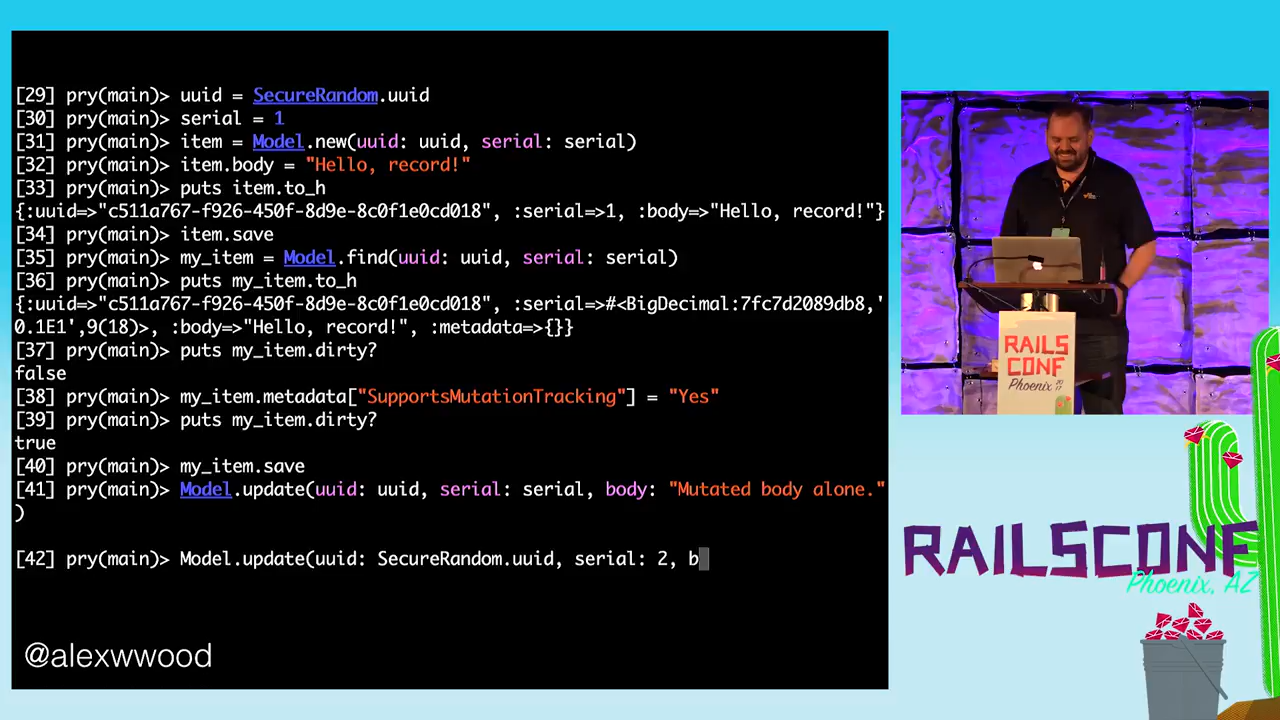 [29] pry(main)> uuid = SecureRandom.uuid
[30] pry(main)> serial = 1
[31] pry(main)> item = Model.new(uuid: uuid, serial: serial)
[32] pry(main)> item.body = "Hello, record!"
[33] pry(main)> puts item.to_h
{:uuid=>"c511a767-f926-450f-8d9e-8c0f1e0cd018", :serial=>1, :body=>"Hello, record!"}
[34] pry(main)> item.save
[35] pry(main)> my_item = Model.find(uuid: uuid, serial: serial)
[36] pry(main)> puts my_item.to_h
{:uuid=>"c511a767-f926-450f-8d9e-8c0f1e0cd018", :serial=>#<BigDecimal:7fc7d2089db8,'
0.1E1',9(18)>, :body=>"Hello, record!", :metadata=>{}}
[37] pry(main)> puts my_item.dirty?
false
[38] pry(main)> my_item.metadata["SupportsMutationTracking"] = "Yes"
[39] pry(main)> puts my_item.dirty?
true
[40] pry(main)> my_item.save
[41] pry(main)> Model.update(uuid: uuid, serial: serial, body: "Mutated body alone."
)
[42] pry(main)> Model.update(uuid: SecureRandom.uuid, serial: 2, b
@alexwwood
RAILS
CONF
Phoenix 2017
RAILSCONF
Phoenix, AZ